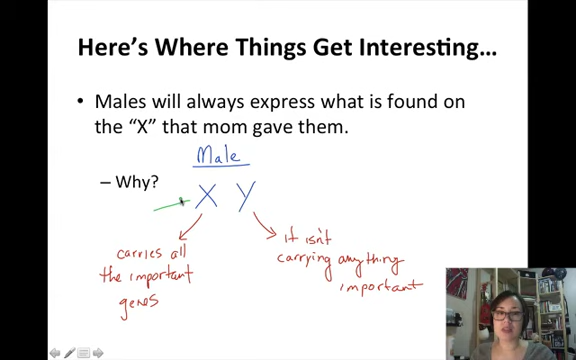 Here's Where Things Get Interesting...
• Males will always express what is found on
the "X" that mom gave them.
Male
– Why?
X Y
carries all
the important
genes
it isn't
carrying anything
important